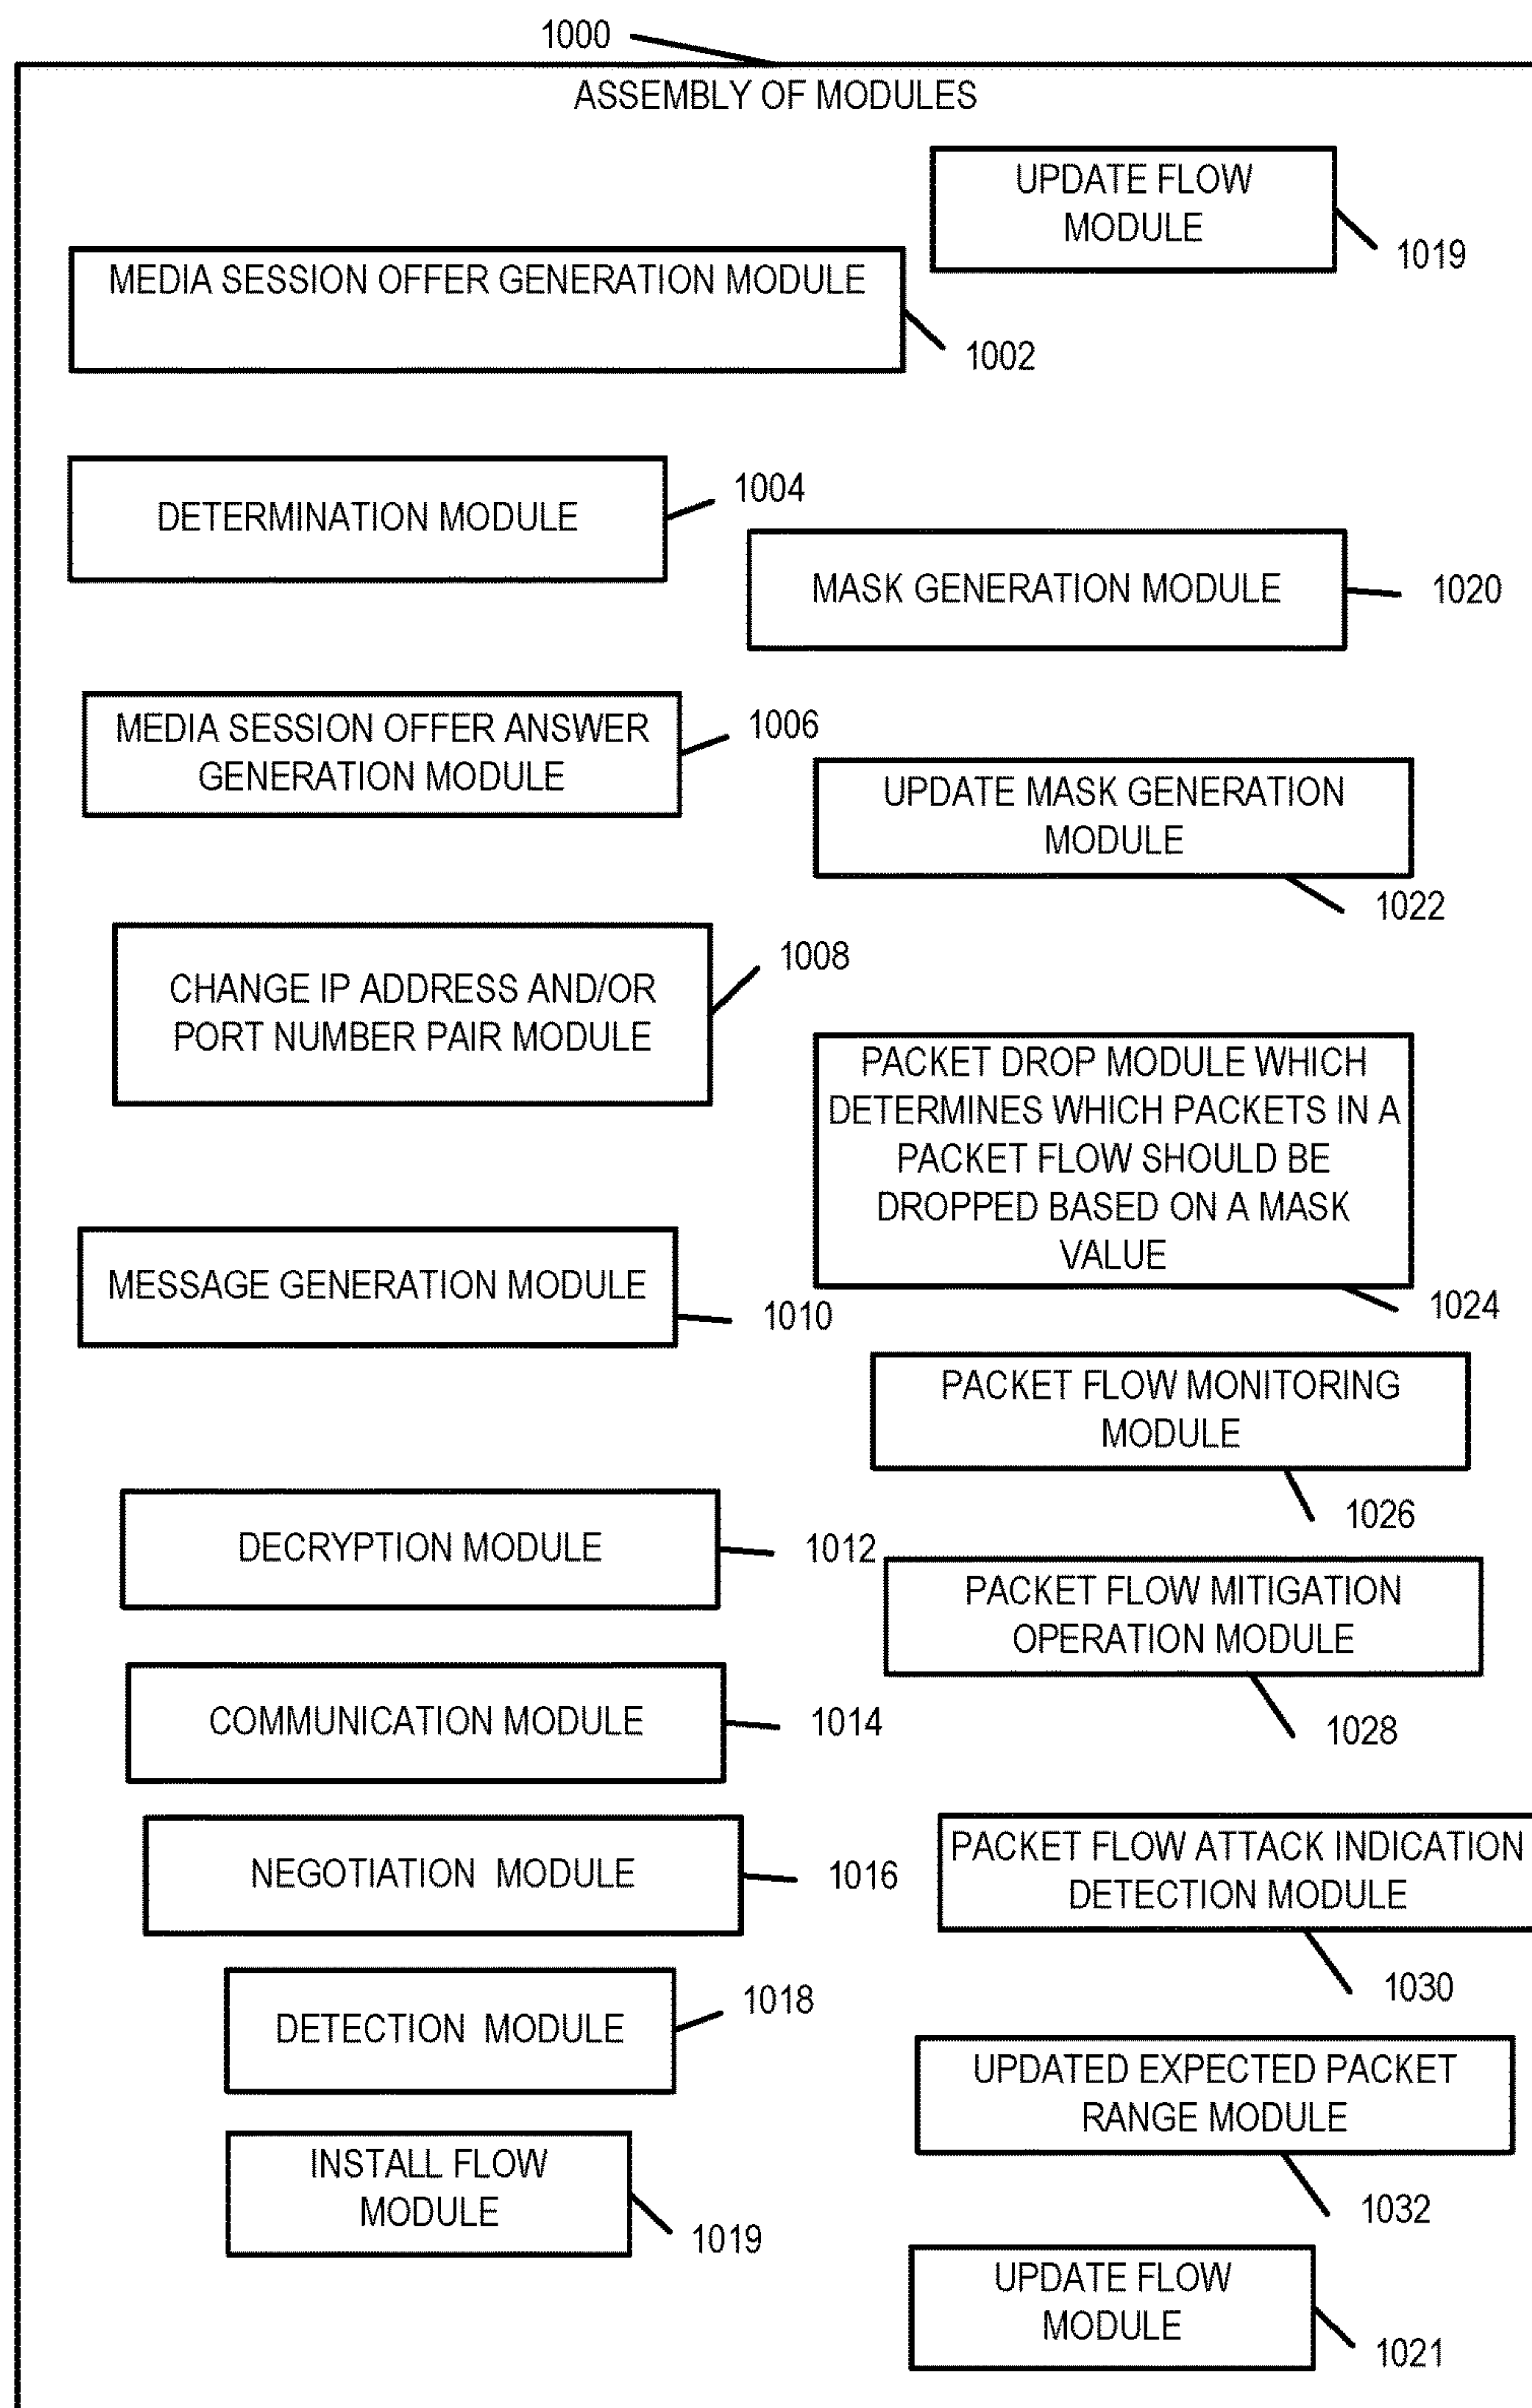 1000
ASSEMBLY OF MODULES
UPDATE FLOW
MODULE
1019
MEDIA SESSION OFFER GENERATION MODULE
1002
DETERMINATION MODULE
1004
MASK GENERATION MODULE
1020
MEDIA SESSION OFFER ANSWER
GENERATION MODULE
1006
UPDATE MASK GENERATION
MODULE
1022
CHANGE IP ADDRESS AND/OR
PORT NUMBER PAIR MODULE
1008
PACKET DROP MODULE WHICH
DETERMINES WHICH PACKETS IN A
PACKET FLOW SHOULD BE
DROPPED BASED ON A MASK
VALUE
1024
MESSAGE GENERATION MODULE
1010
PACKET FLOW MONITORING
MODULE
1026
DECRYPTION MODULE
1012
PACKET FLOW MITIGATION
OPERATION MODULE
1028
COMMUNICATION MODULE
1014
NEGOTIATION MODULE
1016
PACKET FLOW ATTACK INDICATION
DETECTION MODULE
1030
DETECTION MODULE
1018
UPDATED EXPECTED PACKET
RANGE MODULE
1032
INSTALL FLOW
MODULE
1019
UPDATE FLOW
MODULE
1021